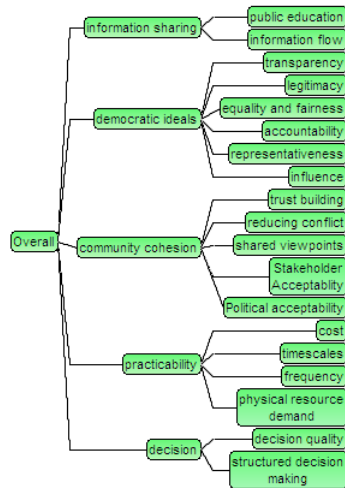 Overall
information sharing
public education
information flow
democratic ideals
transparency
legitimacy
equality and fairness
accountability
representativeness
influence
community cohesion
trust building
reducing conflict
shared viewpoints
Stakeholder
Acceptablity
Political acceptability
practicability
cost
timescales
frequency
physical resource
demand
decision
decision quality
structured decision
making